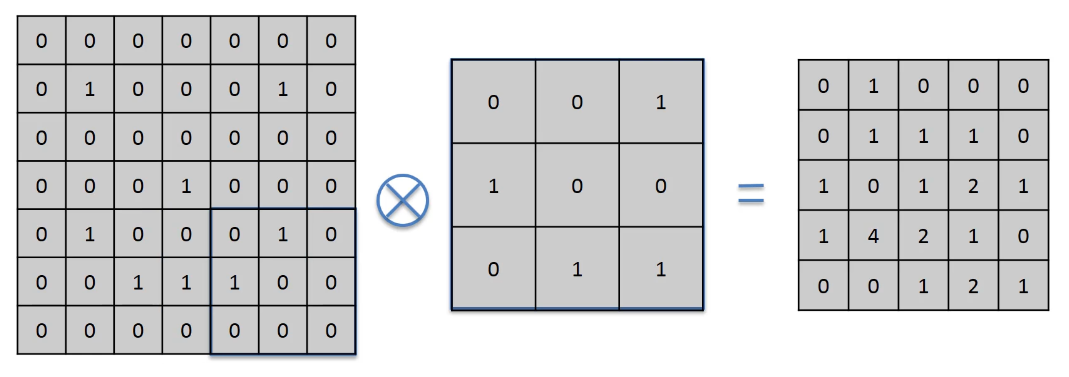 0 0 0 0 0 0 0
0 1 0 0 0 1 0
0 0 0 0 0 0 0
0 0 0 1 0 0 0
0 1 0 0 0 1 0
0 0 1 1 1 0 0
0 0 0 0 0 0 0
⊗
0 0 1
1 0 0
0 1 1
=
0 1 0 0 0
0 1 1 1 0
1 0 1 2 1
1 4 2 1 0
0 0 1 2 1